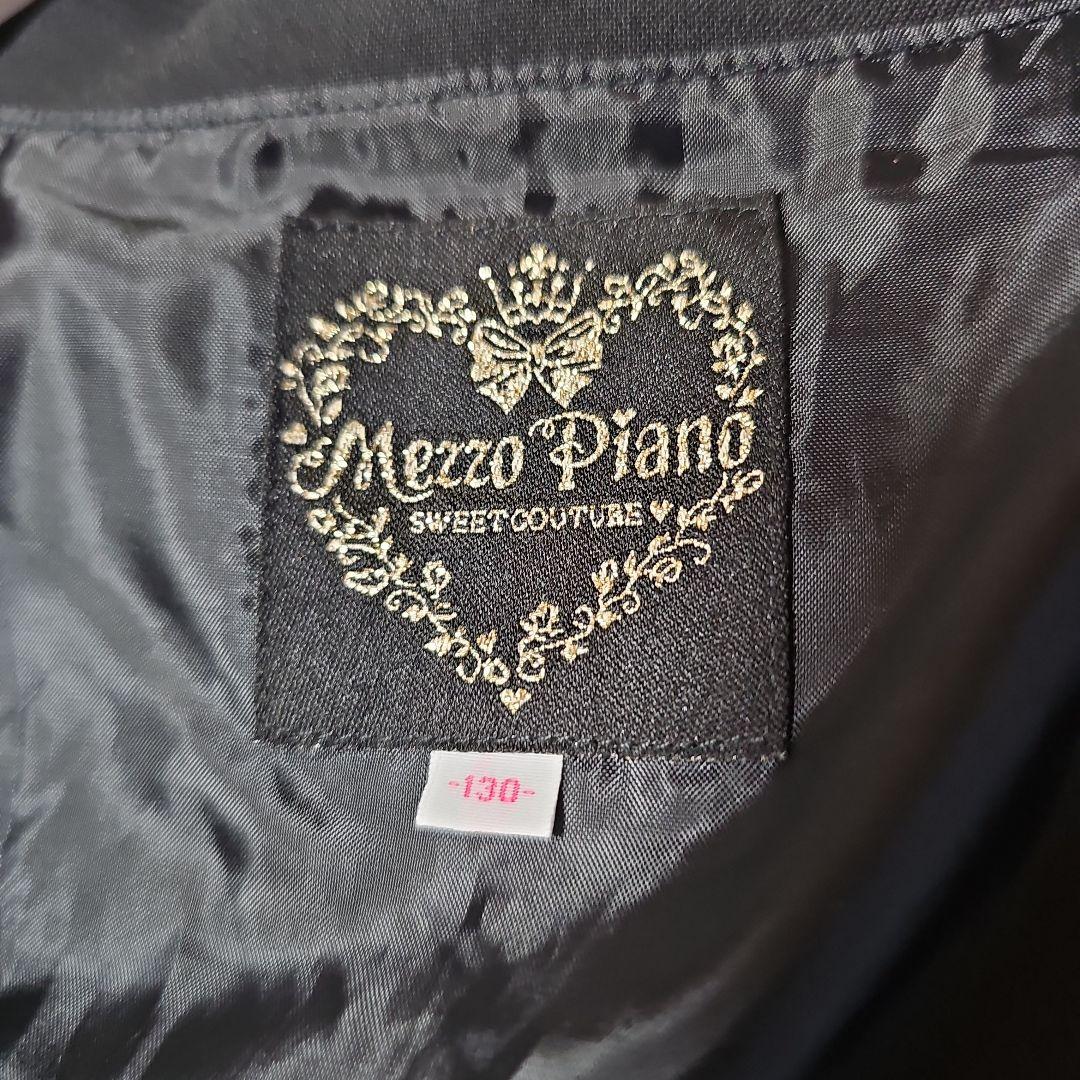 Mezzo Piano
SWEET COUTURE
-130-